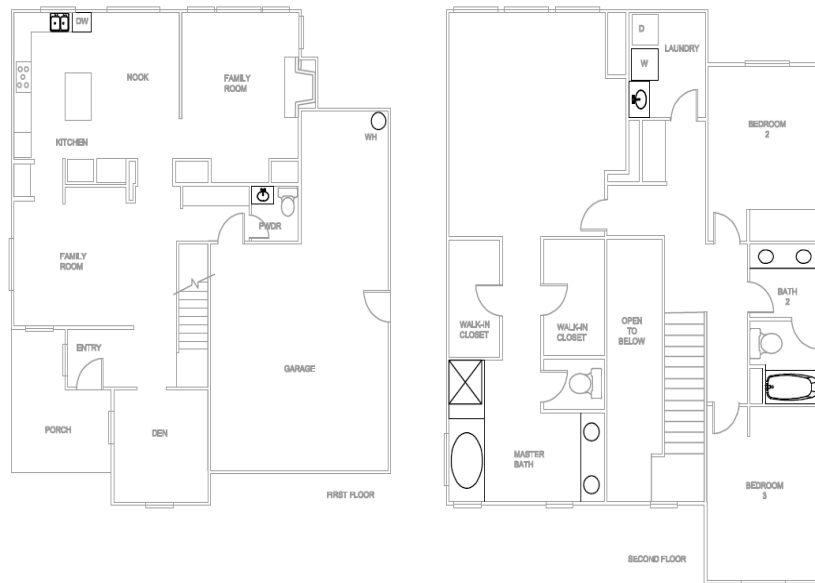 DW
NOOK
FAMILY
ROOM
KITCHEN
WH
PWDR
FAMILY
ROOM
ENTRY
GARAGE
PORCH
DEN
FIRST FLOOR
D
LAUNDRY
W
BEDROOM
2
BATH
2
WALK-IN
CLOSET
WALK-IN
CLOSET
OPEN
TO
BELOW
MASTER
BATH
BEDROOM
3
SECOND FLOOR